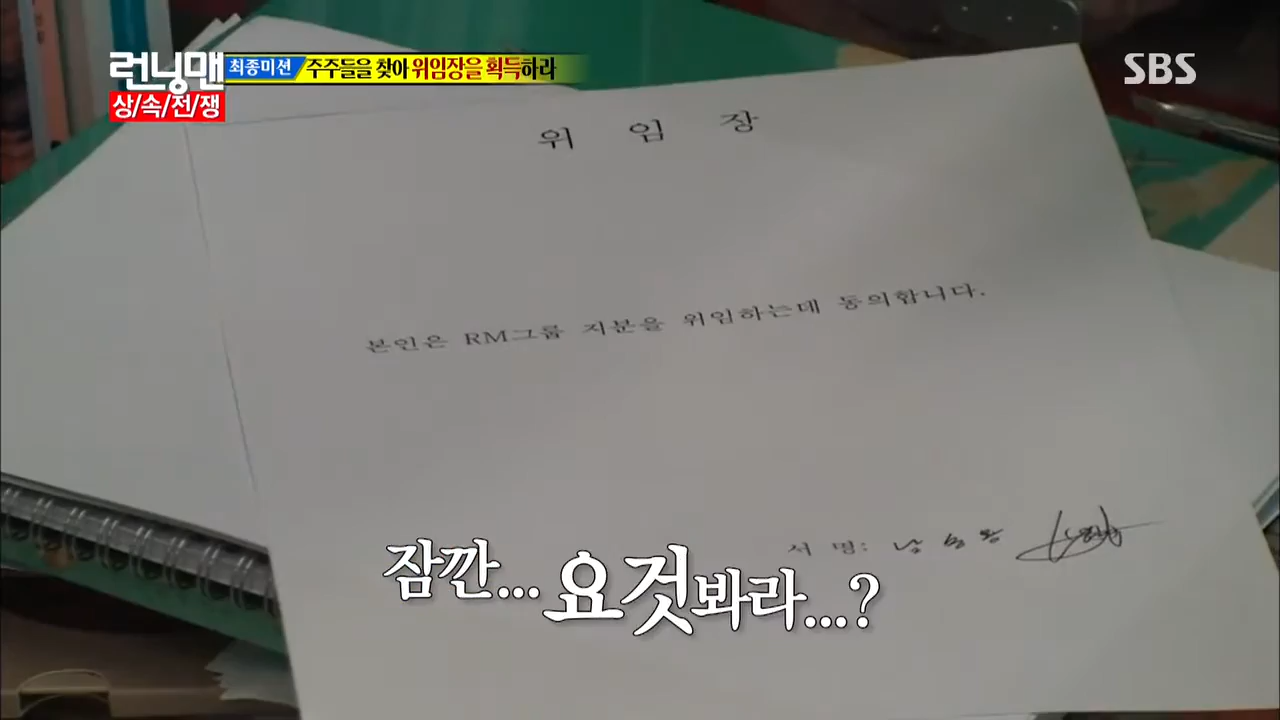 런닝맨 최종미션 주주들을 찾아 위임장을 획득하라
상/속/전/쟁
SBS
위 임 장
본인은 RM그룹 지분을 위임하는데 동의합니다.
서 명:
잠깐... 요것봐라...?